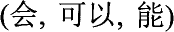 (会, 可以, 能)